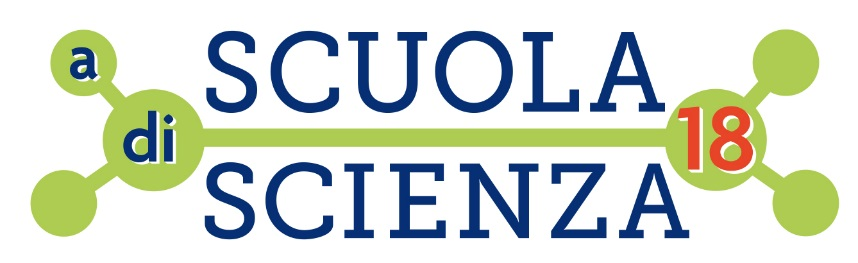 a
SCUOLA
di
18
SCIENZA